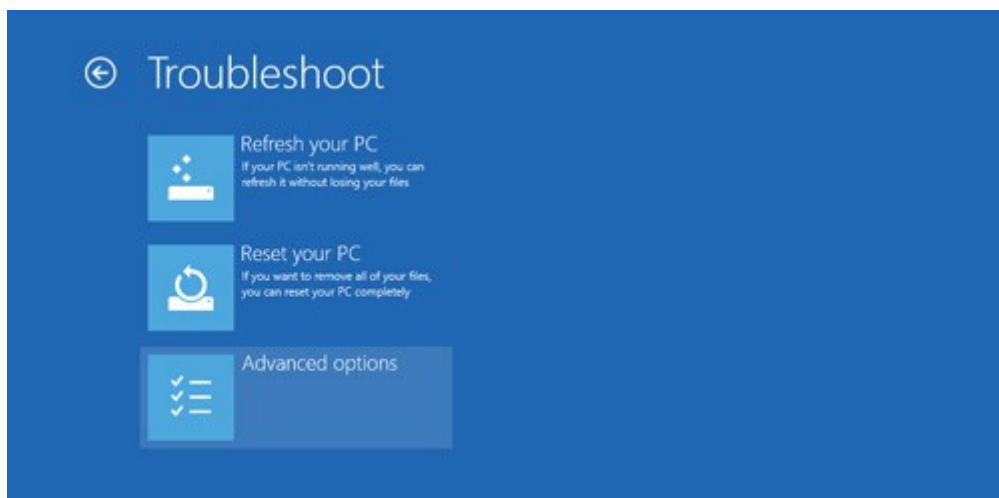 Troubleshoot
Refresh your PC
If your PC isn't running well, you can
refresh it without losing your files
Reset your PC
If you want to remove all of your files,
you can reset your PC completely
Advanced options